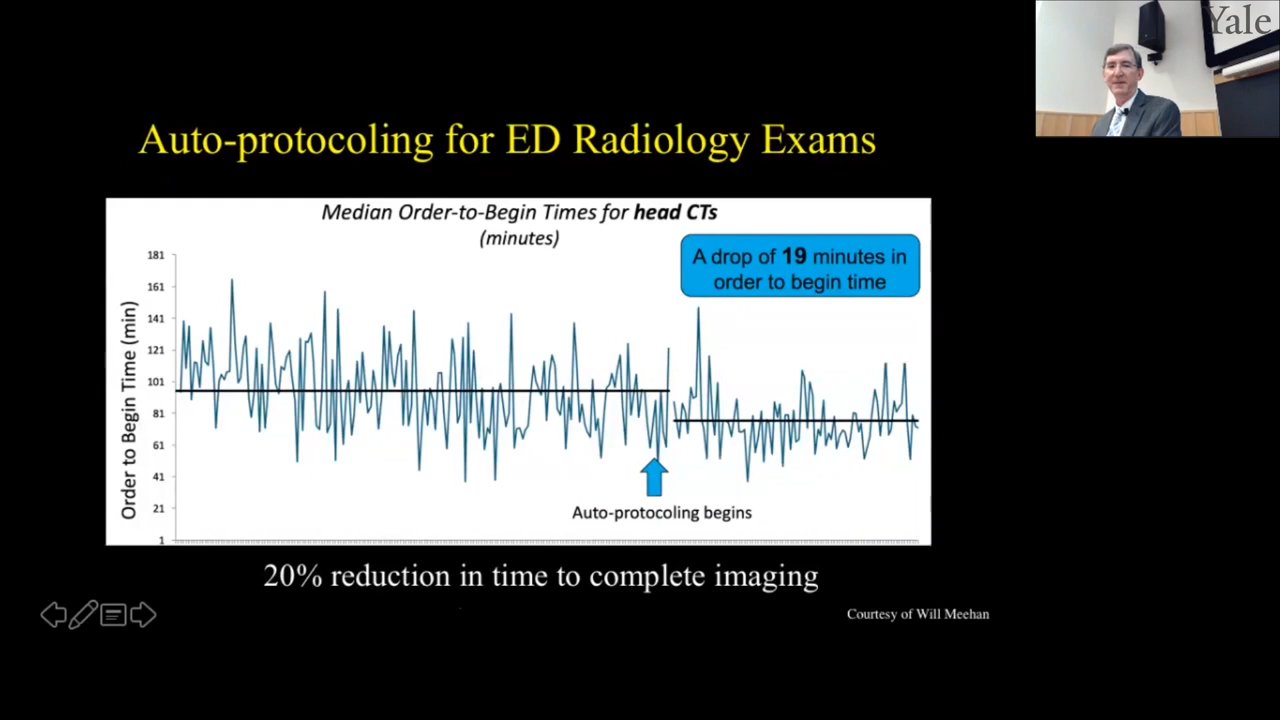 Yale
Auto-protocoling for ED Radiology Exams
Median Order-to-Begin Times for head CTs
(minutes)
A drop of 19 minutes in
order to begin time
Order to Begin Time (min)
181
161
141
121
101
81
61
41
21
1
Auto-protocoling begins
20% reduction in time to complete imaging
Courtesy of Will Meehan